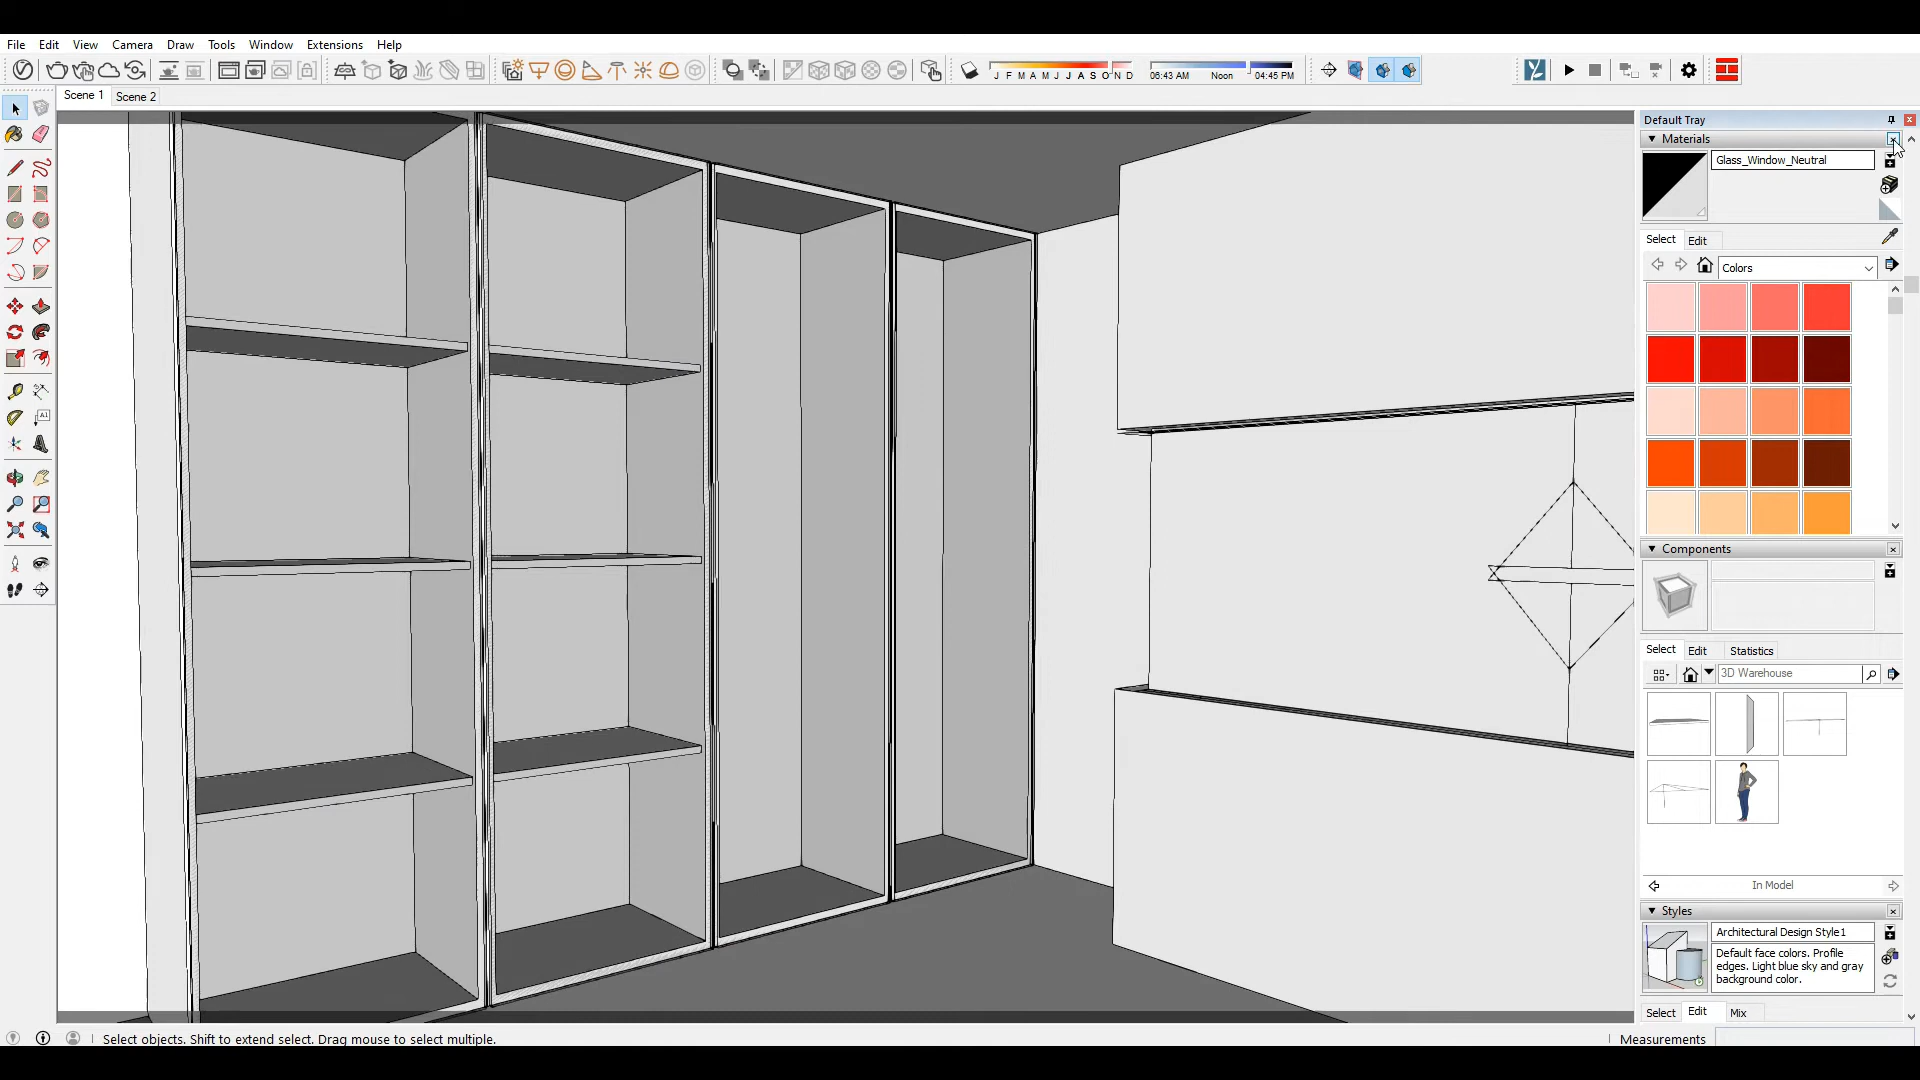 File Edit View Camera Draw Tools Window Extensions Help
J F M A M J J A S O N D 06:43 AM Noon 04:45 PM
Scene 1 Scene 2
Default Tray
Materials
Glass_Window_Neutral
Select Edit
Colors
A1
Components
Select Edit Statistics
3D Warehouse
In Model
Styles
Architectural Design Style1
Default face colors. Profile
edges. Light blue sky and gray
background color.
Select Edit Mix
Select objects. Shift to extend select. Drag mouse to select multiple.
Measurements